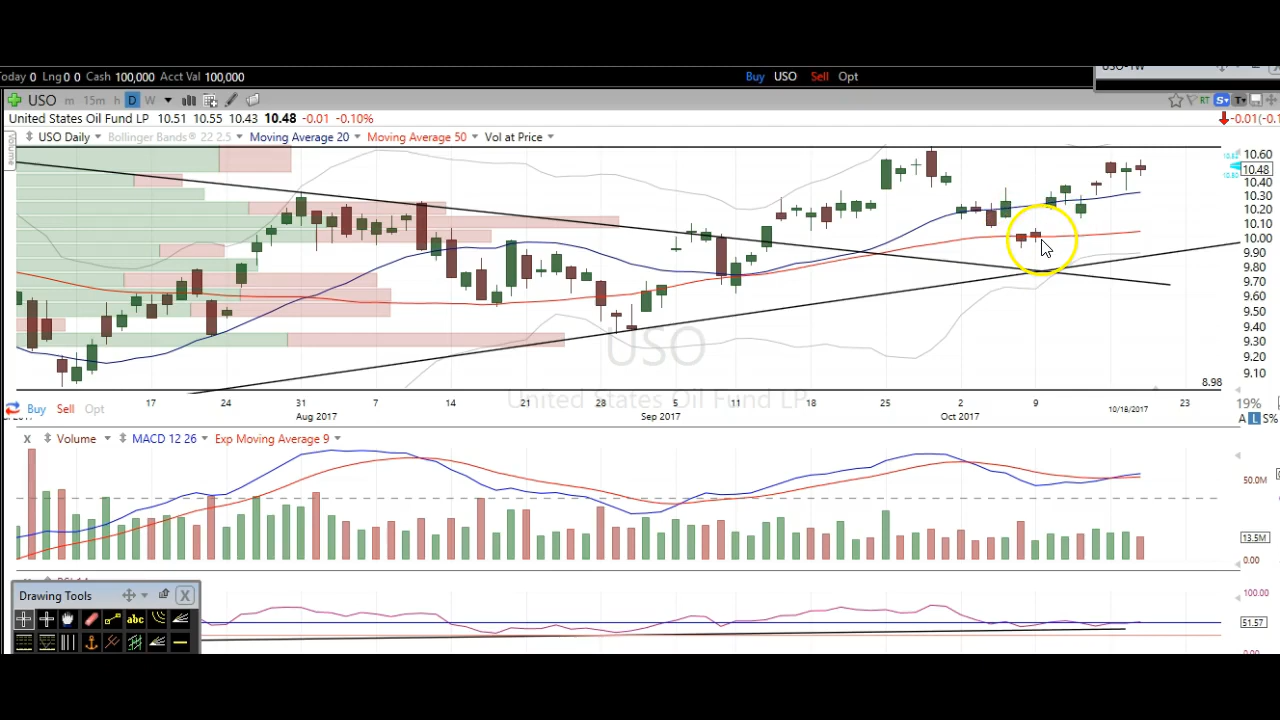 Today 0 Lng 0 0 Cash 100,000 Acct Val 100,000
Buy USO Sell Opt
USO m 15m h D W
RT S T
United States Oil Fund LP 10.51 10.55 10.43 10.48 -0.01 -0.10%
-0.01(-0.1
USO Daily Bollinger Bands® 22 2.5 Moving Average 20 Moving Average 50 Vol at Price
Volume
10.60
10.48
10.40
10.30
10.20
10.10
10.00
9.90
9.80
9.70
9.60
9.50
9.40
9.30
9.20
9.10
8.98
USO
United States Oil Fund LP
Buy Sell Opt
17 24 31 7 14 21 28 5 11 18 25 2 9 10/18/2017 23
Aug 2017 Sep 2017 Oct 2017
19%
A L S%
x Volume MACD 12 26 Exp Moving Average 9
50.0M
13.5M
0.00
Drawing Tools
abc
100.00
51.57